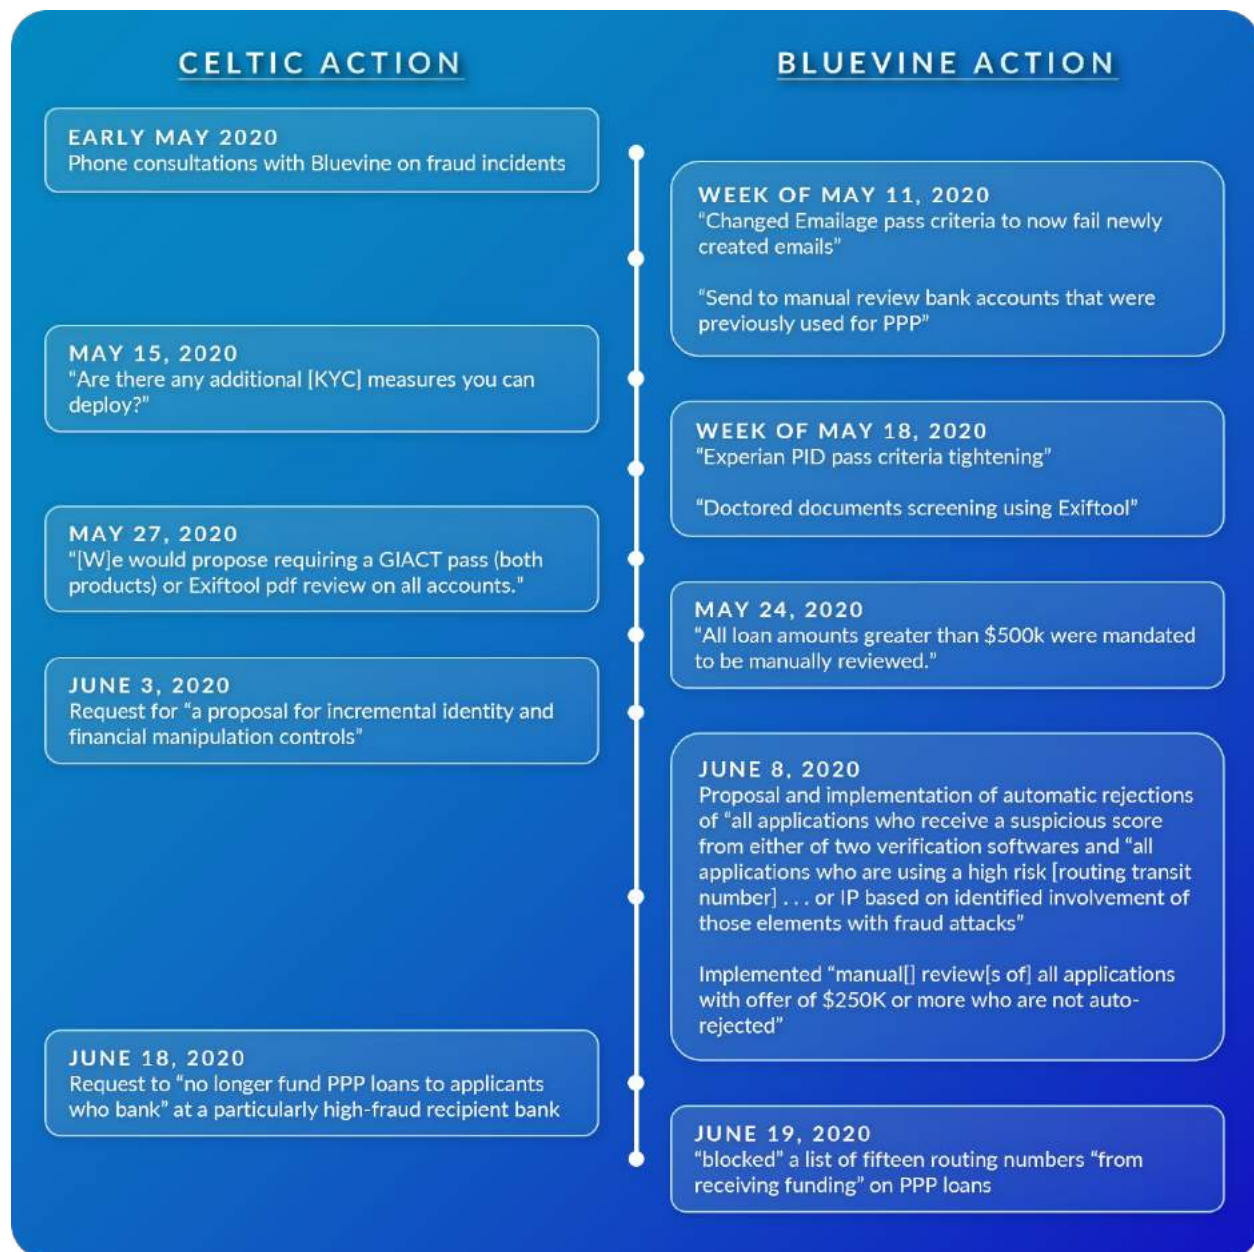 CELTIC ACTION
EARLY MAY 2020
Phone consultations with Bluevine on fraud incidents
MAY 15, 2020
“Are there any additional [KYC] measures you can
deploy?”
MAY 27, 2020
“[W]e would propose requiring a GIACT pass (both
products) or Exiftool pdf review on all accounts.”
JUNE 3, 2020
Request for “a proposal for incremental identity and
financial manipulation controls”
JUNE 18, 2020
Request to “no longer fund PPP loans to applicants
who bank” at a particularly high-fraud recipient bank
BLUEVINE ACTION
WEEK OF MAY 11, 2020
“Changed Emailage pass criteria to now fail newly
created emails”
“Send to manual review bank accounts that were
previously used for PPP”
WEEK OF MAY 18, 2020
“Experian PID pass criteria tightening”
“Doctored documents screening using Exiftool”
MAY 24, 2020
“All loan amounts greater than $500k were mandated
to be manually reviewed.”
JUNE 8, 2020
Proposal and implementation of automatic rejections
of “all applications who receive a suspicious score
from either of two verification softwares and “all
applications who are using a high risk [routing transit
number] . . . or IP based on identified involvement of
those elements with fraud attacks”
Implemented “manual[] review[s of] all applications
with offer of $250K or more who are not auto-
rejected”
JUNE 19, 2020
“blocked” a list of fifteen routing numbers “from
receiving funding” on PPP loans